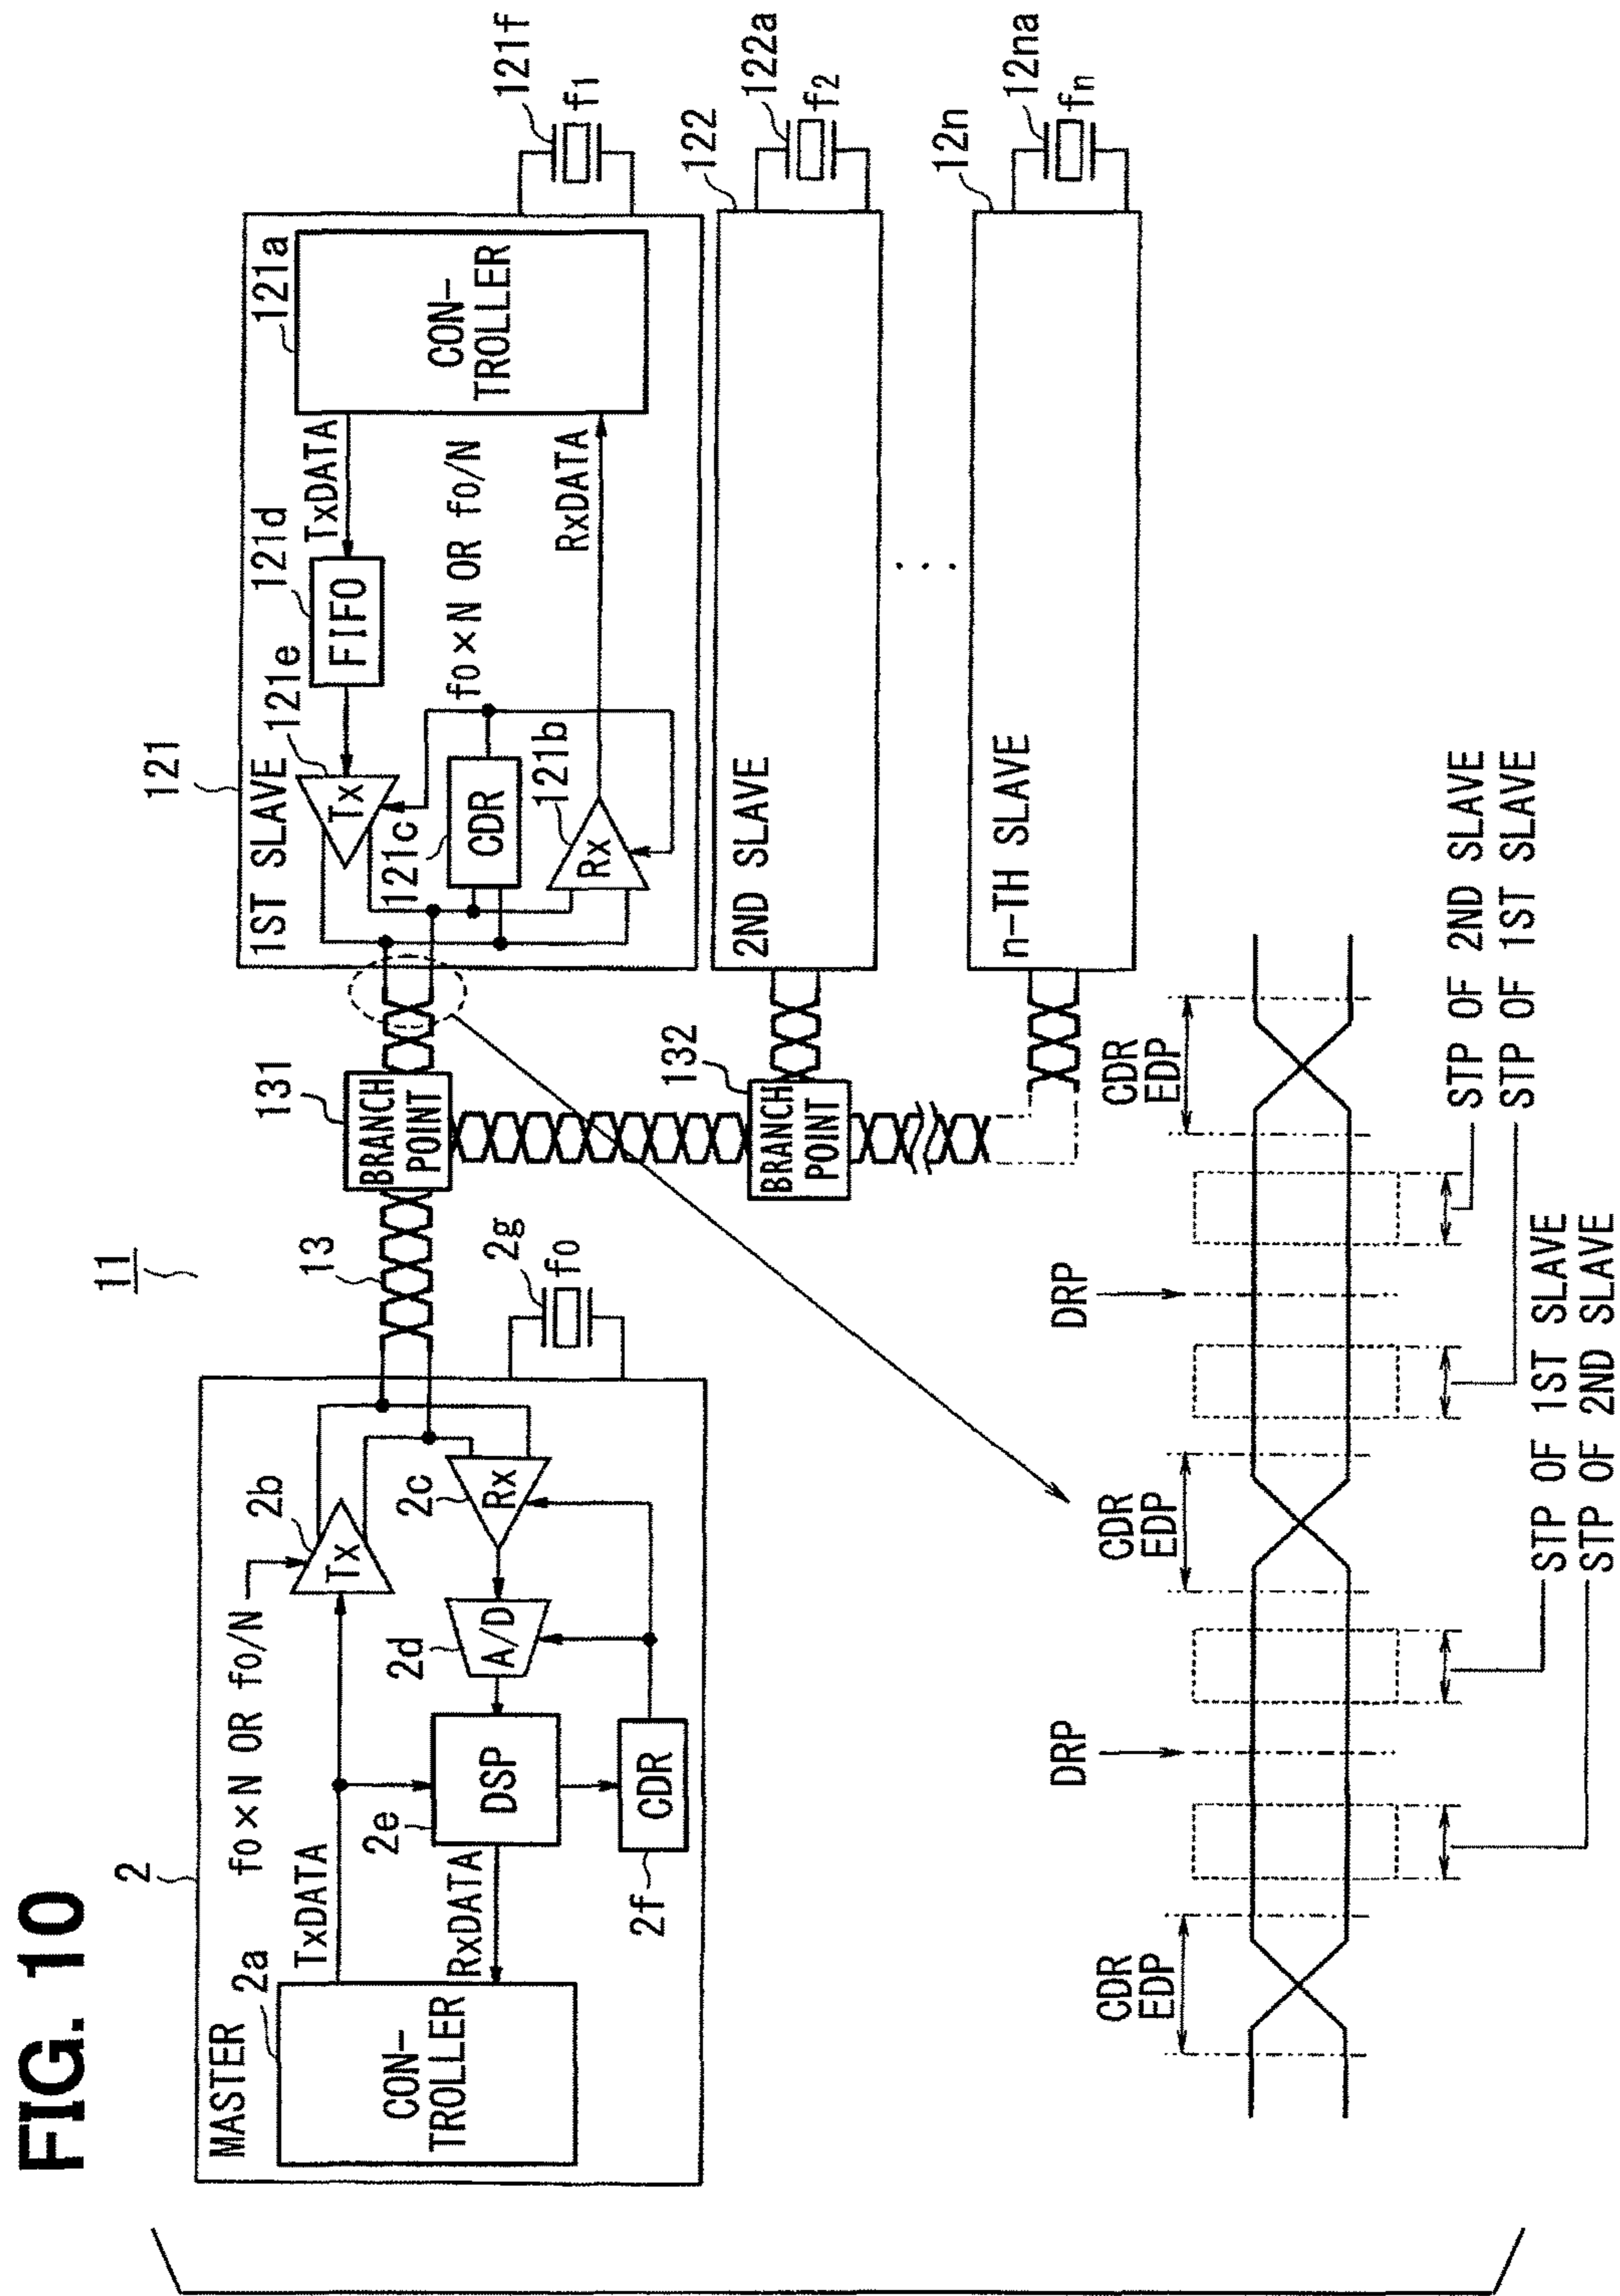 FIG. 10
11
2
MASTER
2a
CON-
TROLLER
TxDATA
RxDATA
f0×N OR f0/N
2b
Tx
2c
Rx
2d
A/D
2e
DSP
2f
CDR
2g
f0
13
131
BRANCH
POINT
132
BRANCH
POINT
121
1ST SLAVE
121e
Tx
121d
FIFO
TxDATA
121a
CON-
TROLLER
121c
CDR
f0×N OR f0/N
121b
Rx
RxDATA
121f
f1
122
2ND SLAVE
122a
f2
12n
n-TH SLAVE
12na
fn
CDR
EDP
DRP
CDR
EDP
DRP
CDR
EDP
STP OF 1ST SLAVE
STP OF 2ND SLAVE
STP OF 2ND SLAVE
STP OF 1ST SLAVE